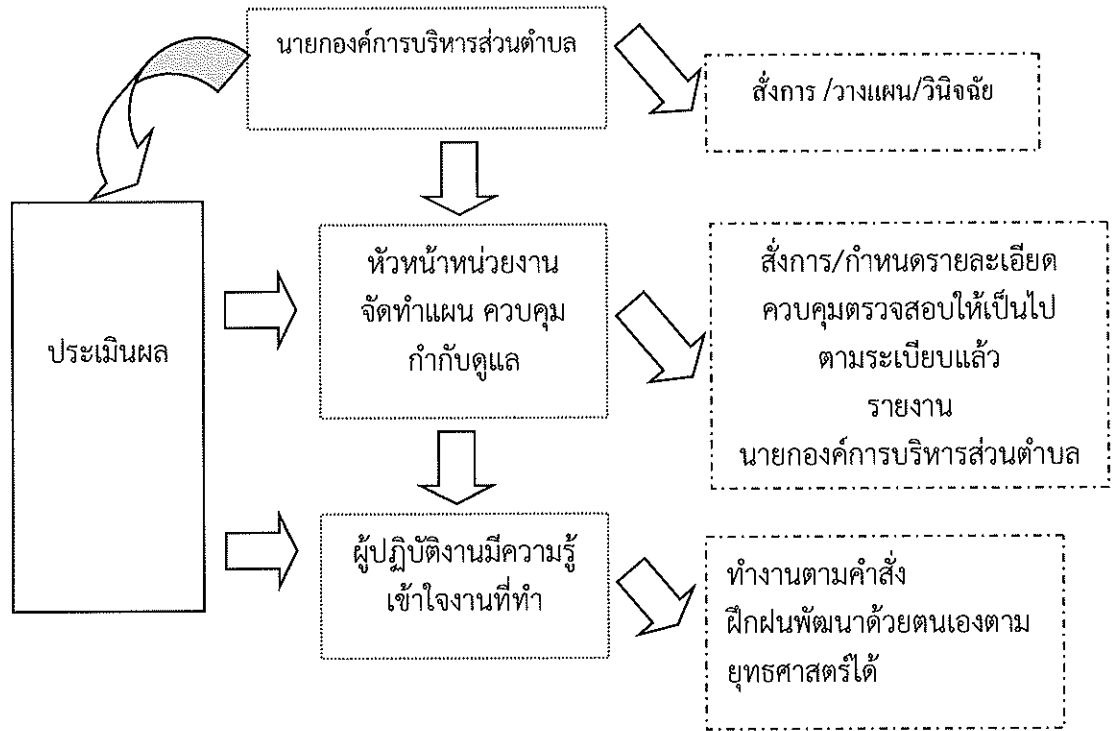 นายกองค์การบริหารส่วนตำบล
สั่งการ /วางแผน/วินิจฉัย
หัวหน้าหน่วยงาน
จัดทำแผน ควบคุม
กำกับดูแล
สั่งการ/กำหนดรายละเอียด
ควบคุมตรวจสอบให้เป็นไป
ตามระเบียบแล้ว
รายงาน
นายกองค์การบริหารส่วนตำบล
ประเมินผล
ผู้ปฏิบัติงานมีความรู้
เข้าใจงานที่ทำ
ทำงานตามคำสั่ง
ฝึกฝนพัฒนาด้วยตนเองตาม
ยุทธศาสตร์ได้